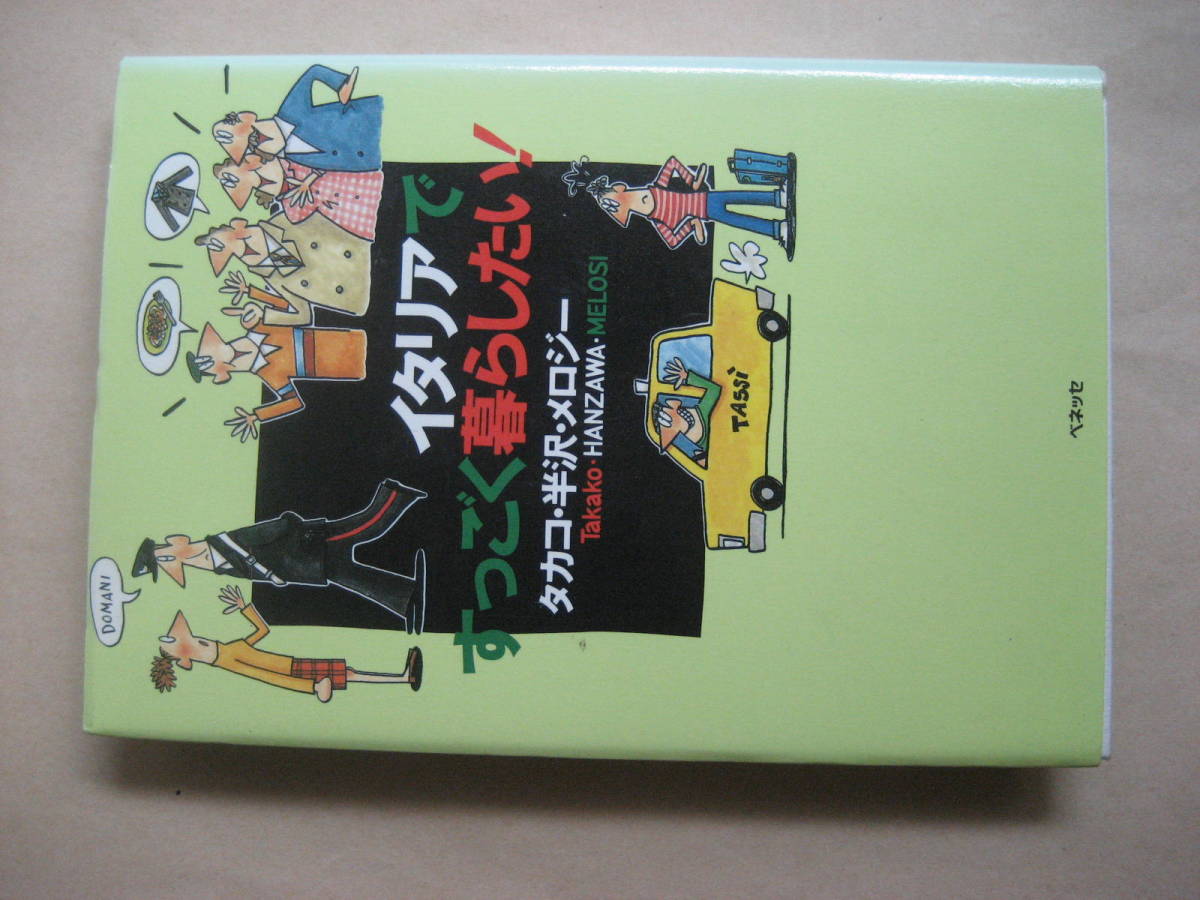 DOMANI
イタリアで
すっごく暮らしたい!
タカコ・半沢・メロジー
Takako・HANZAWA・MELOSI
TASSì
ベネッセ